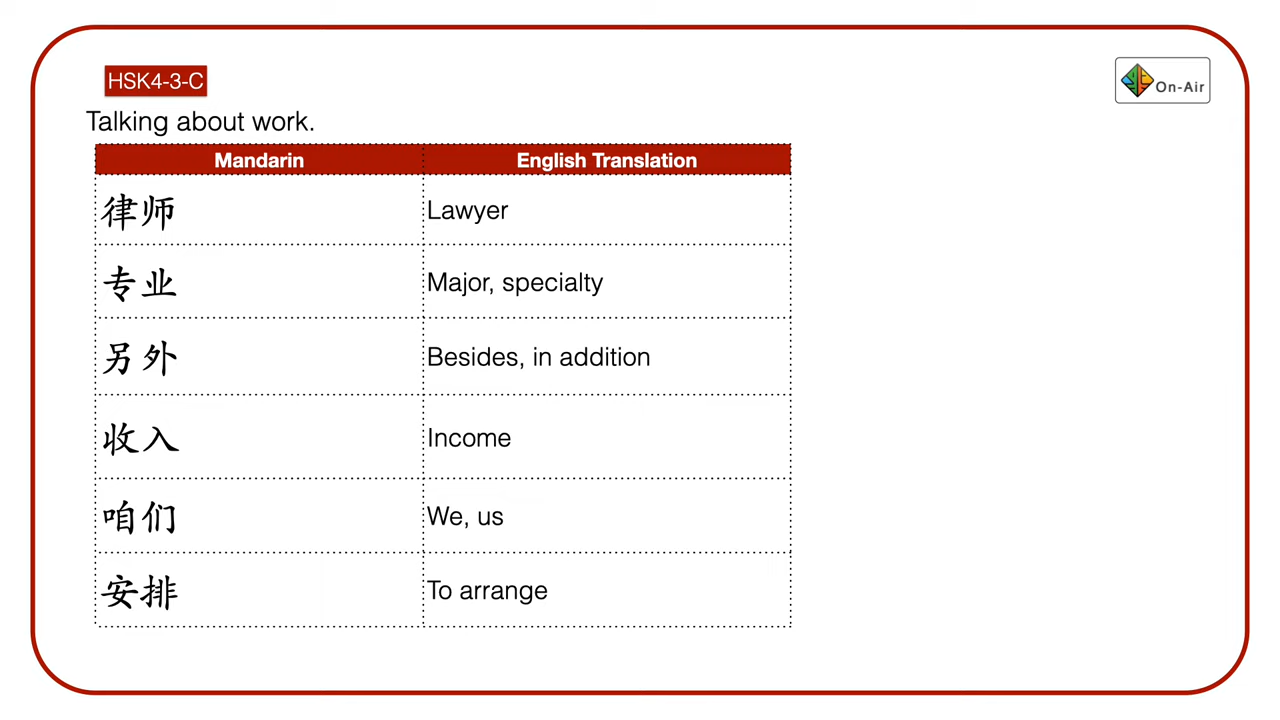 HSK4-3-C
On-Air
Talking about work.
Mandarin English Translation
律师 Lawyer
专业 Major, specialty
另外 Besides, in addition
收入 Income
咱们 We, us
安排 To arrange